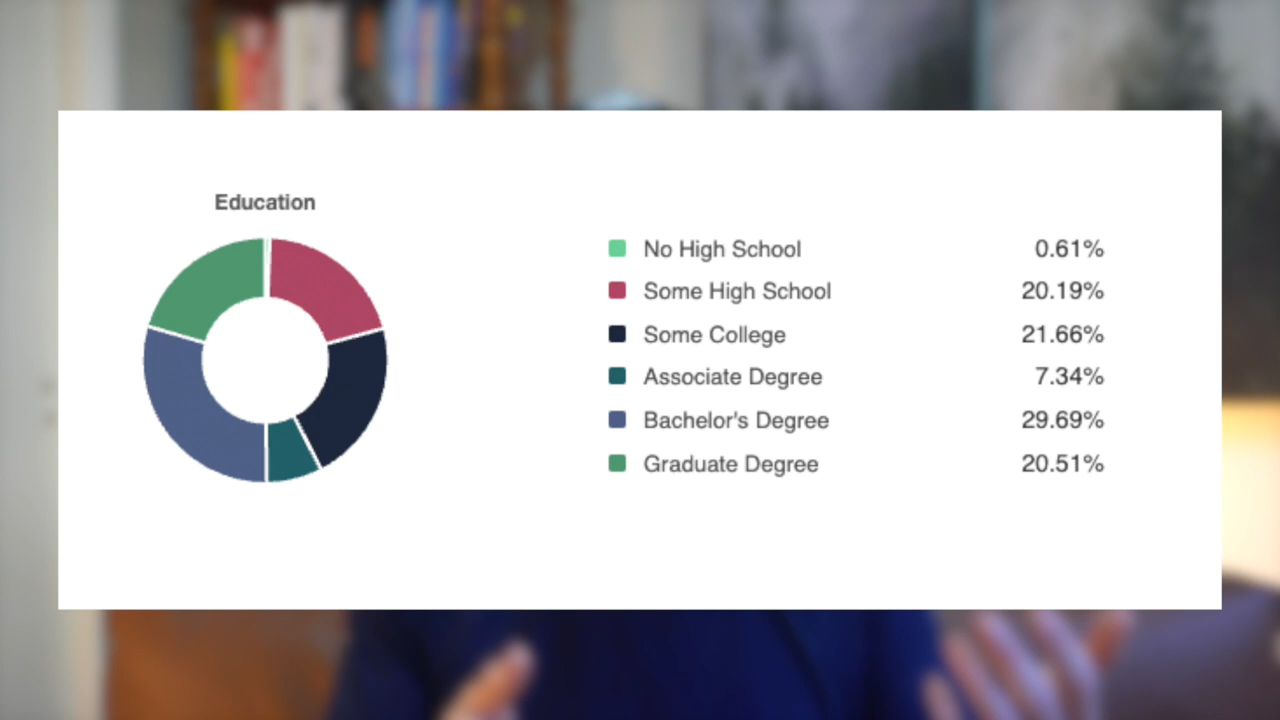 Education
No High School 0.61%
Some High School 20.19%
Some College 21.66%
Associate Degree 7.34%
Bachelor's Degree 29.69%
Graduate Degree 20.51%